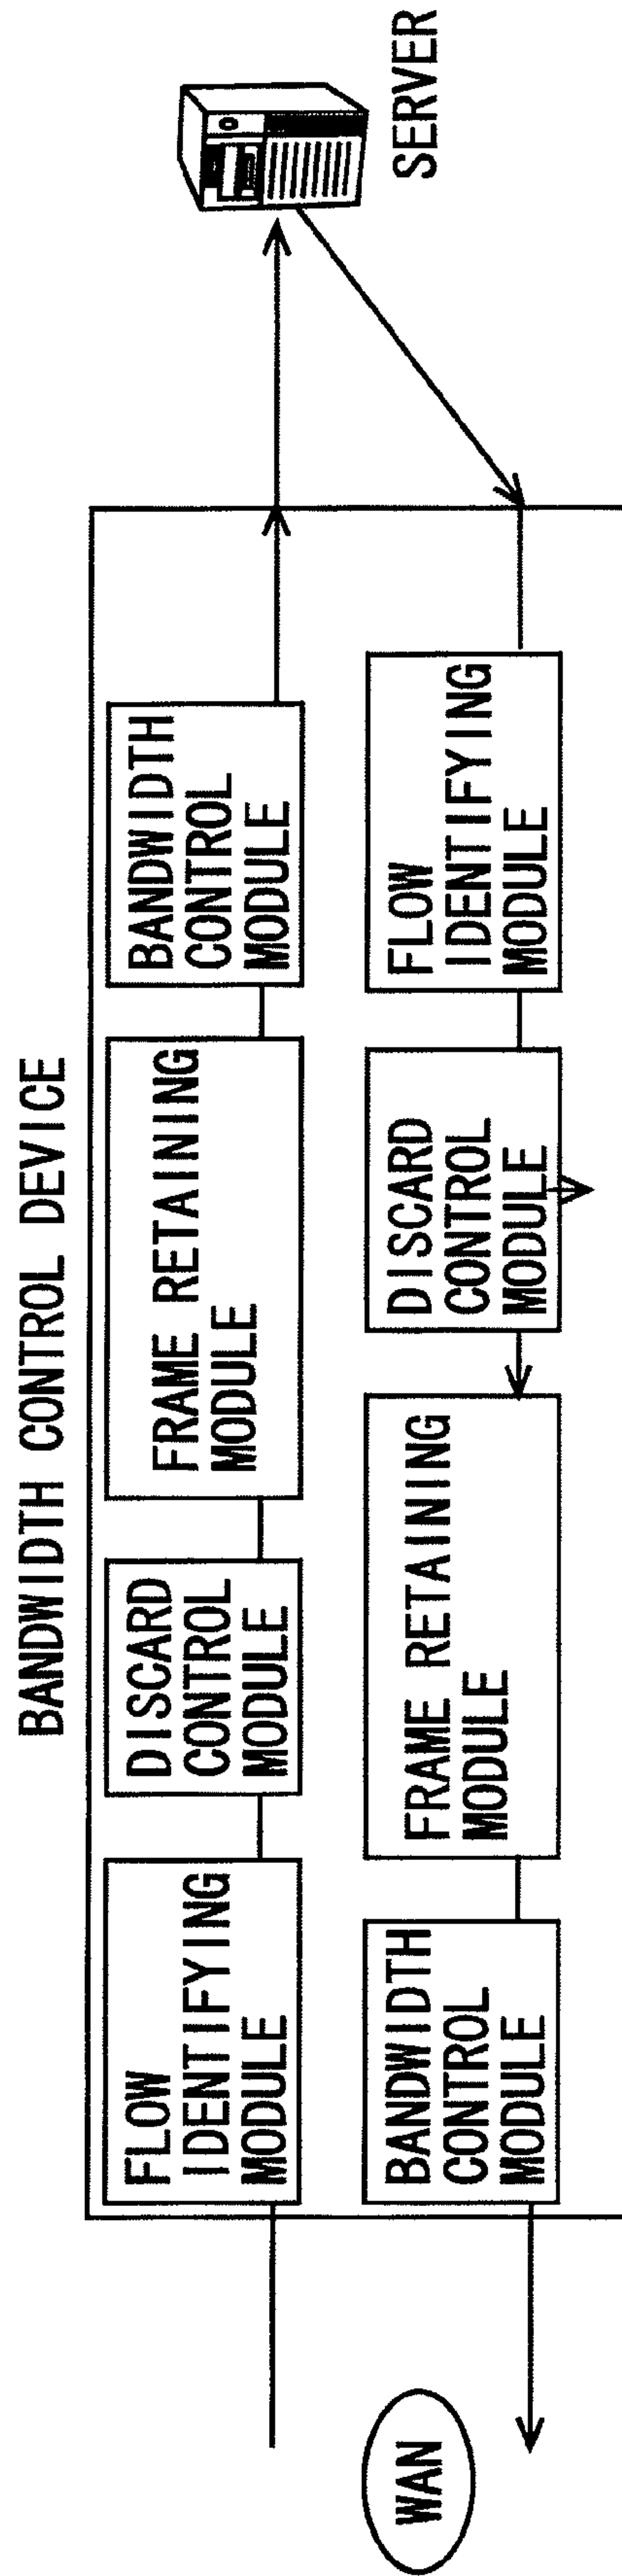 BANDWIDTH CONTROL DEVICE
FLOW
IDENTIFYING
MODULE
DISCARD
CONTROL
MODULE
FRAME RETAINING
MODULE
BANDWIDTH
CONTROL
MODULE
SERVER
WAN
BANDWIDTH
CONTROL
MODULE
FRAME RETAINING
MODULE
DISCARD
CONTROL
MODULE
FLOW
IDENTIFYING
MODULE